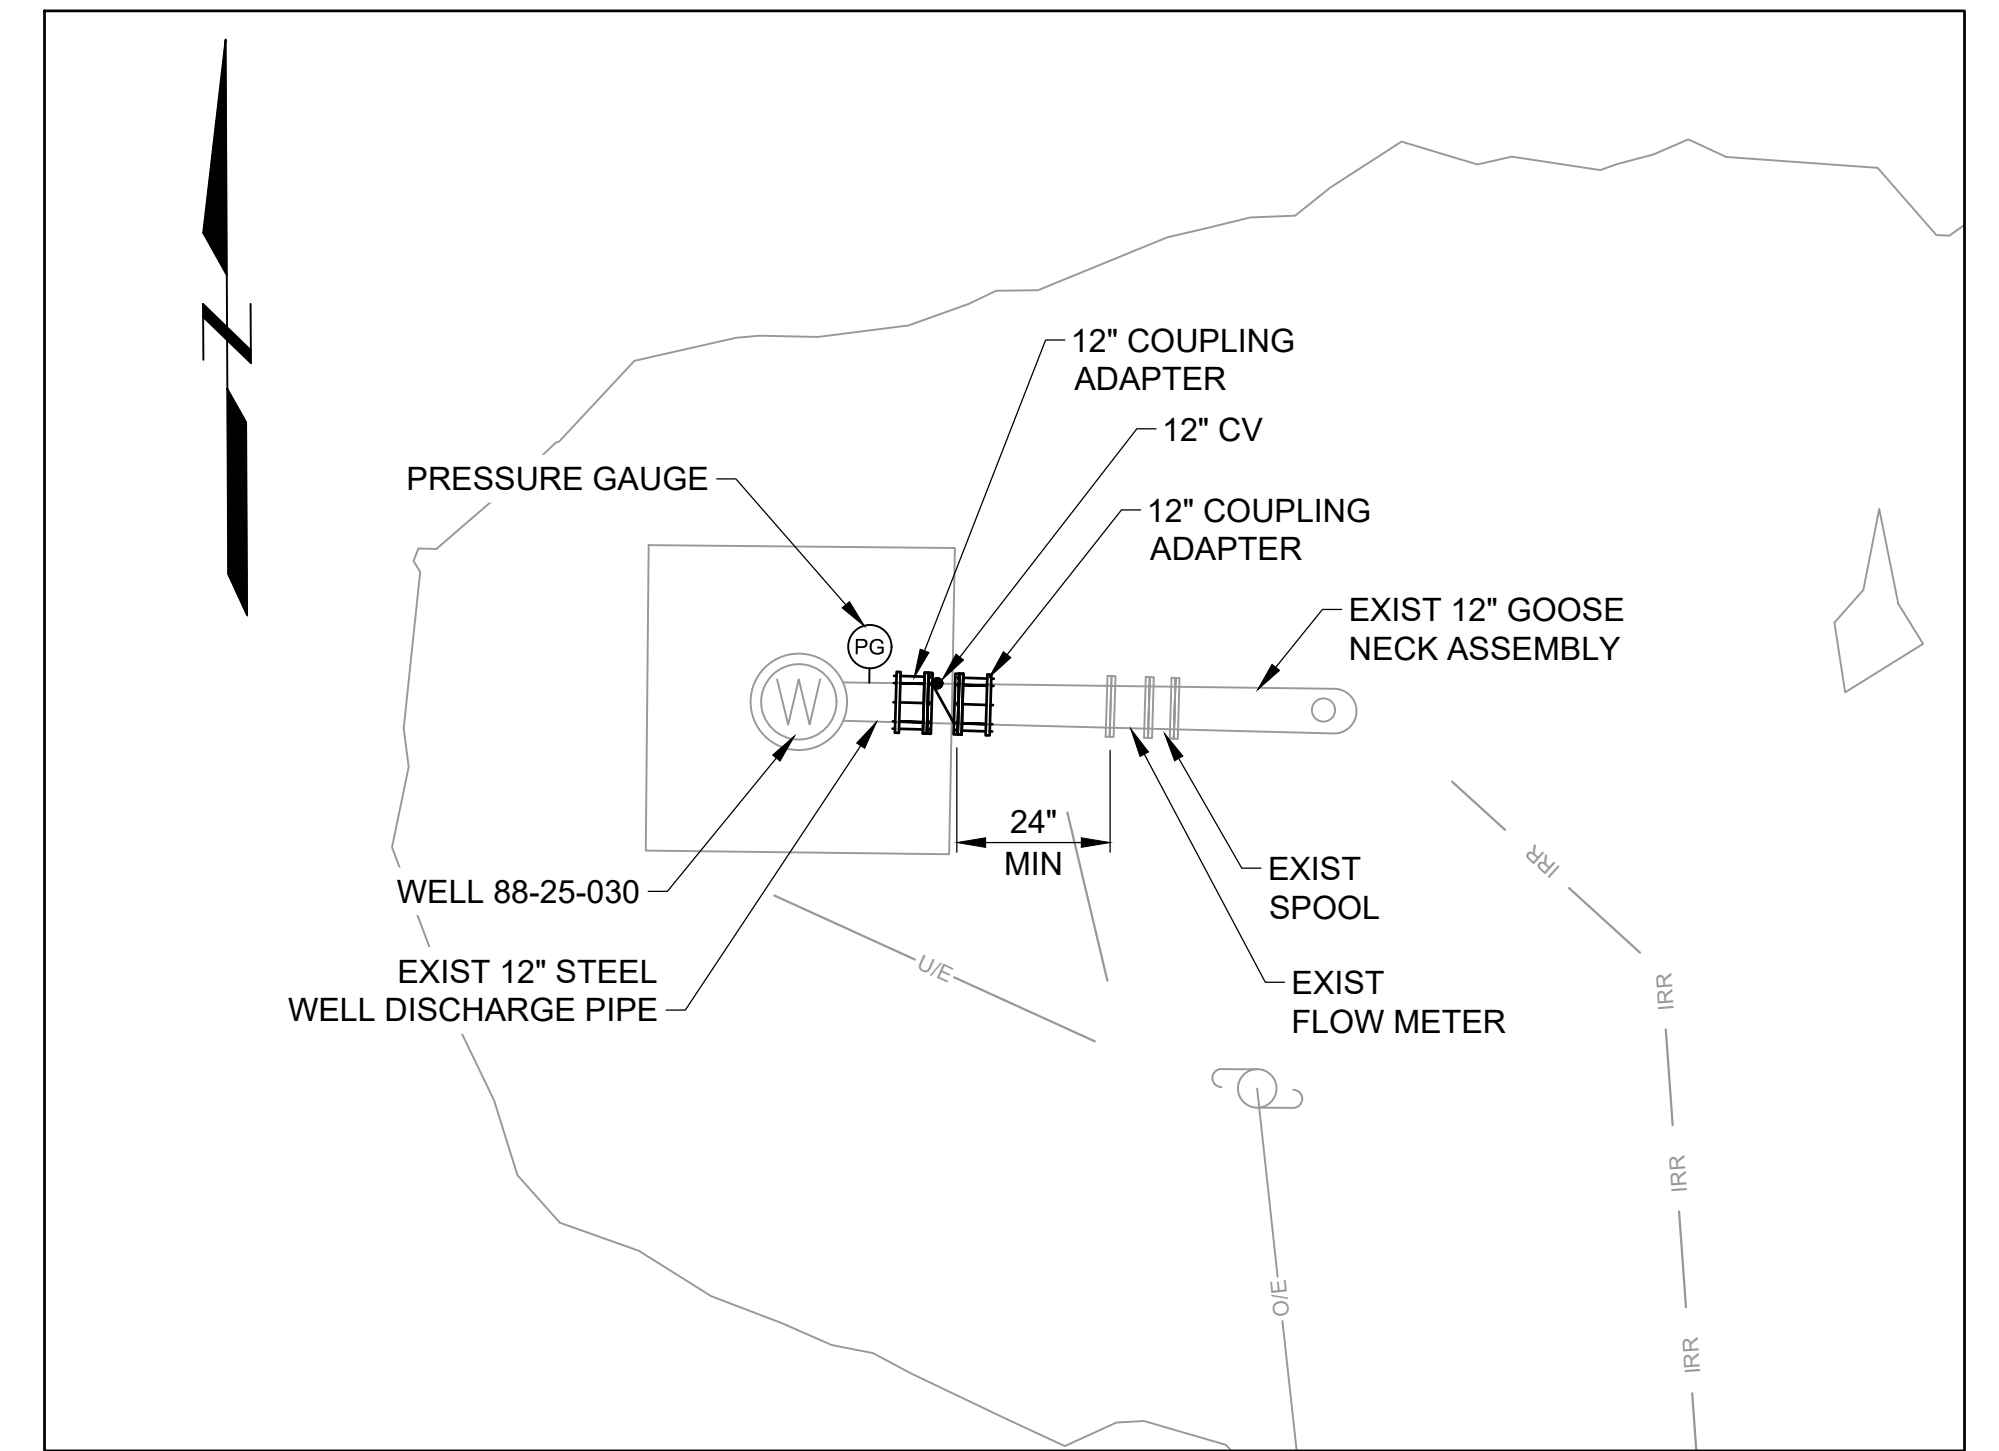 N
12" COUPLING
ADAPTER
12" CV
PRESSURE GAUGE
12" COUPLING
ADAPTER
EXIST 12" GOOSE
NECK ASSEMBLY
PG
W
24"
MIN
WELL 88-25-030
EXIST
SPOOL
IRR
EXIST 12" STEEL
WELL DISCHARGE PIPE
U/E
EXIST
FLOW METER
IRR
IRR
O/E
IRR